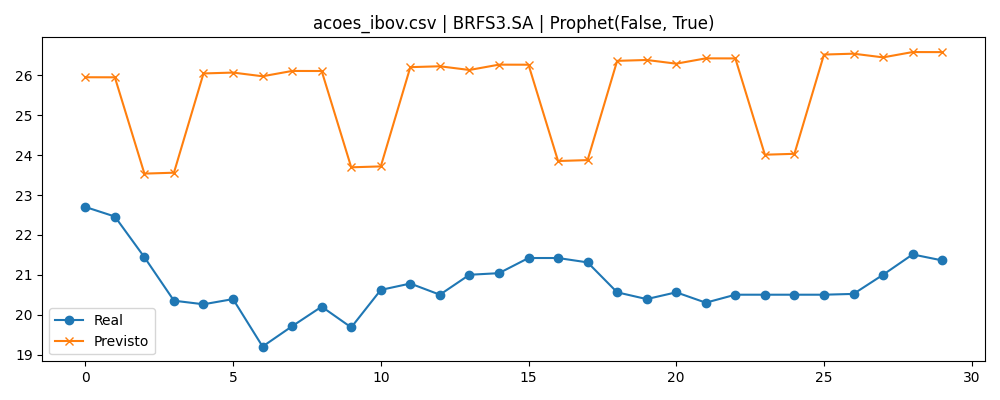 acoes_ibov.csv | BRFS3.SA | Prophet(False, True)
26
25
24
23
22
21
20
19
Real
Previsto
0 5 10 15 20 25 30